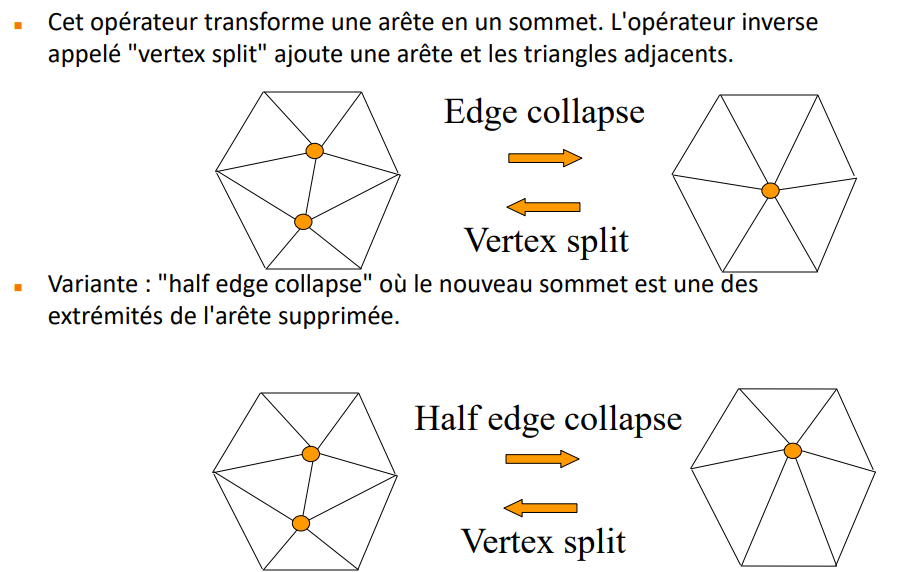 Cet opérateur transforme une arête en un sommet. L'opérateur inverse
appelé "vertex split" ajoute une arête et les triangles adjacents.
Edge collapse
Vertex split
Variante : "half edge collapse" où le nouveau sommet est une des
extrémités de l'arête supprimée.
Half edge collapse
Vertex split